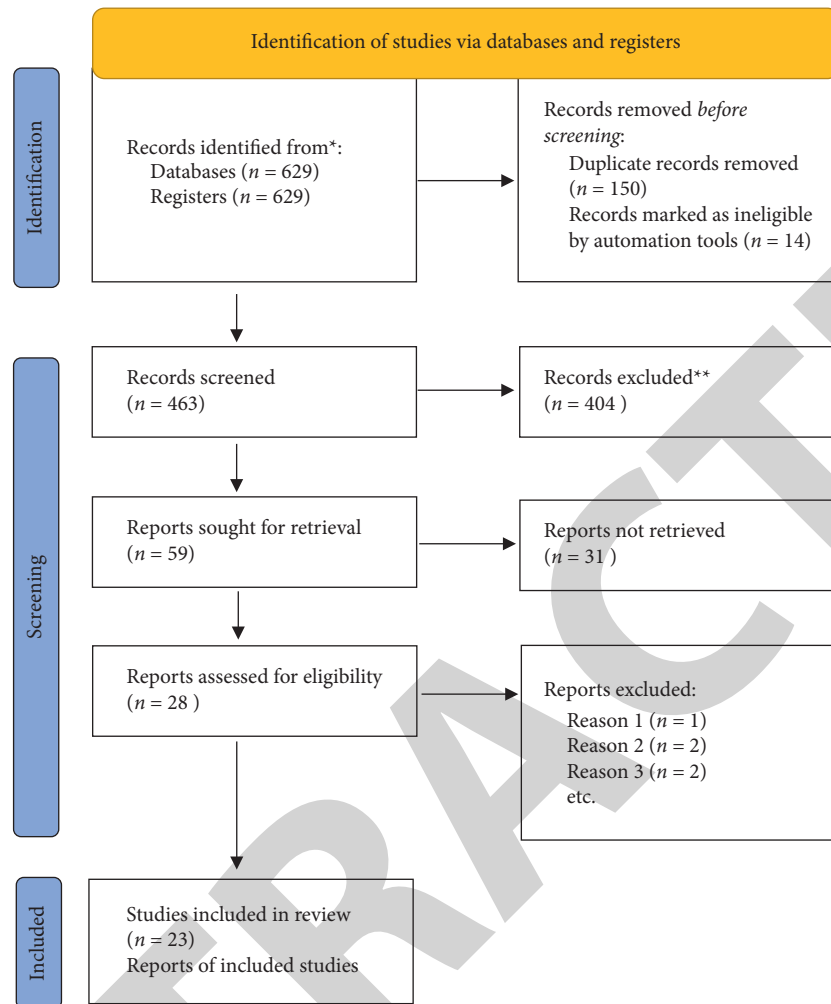 Identification of studies via databases and registers
Identification
Records identified from*:
Databases (n = 629)
Registers (n = 629)
Records removed before
screening:
Duplicate records removed
(n = 150)
Records marked as ineligible
by automation tools (n = 14)
Screening
Records screened
(n = 463)
Records excluded**
(n = 404 )
Reports sought for retrieval
(n = 59)
Reports not retrieved
(n = 31 )
Reports assessed for eligibility
(n = 28 )
Reports excluded:
Reason 1 (n = 1)
Reason 2 (n = 2)
Reason 3 (n = 2)
etc.
Included
Studies included in review
(n = 23)
Reports of included studies
TRACT